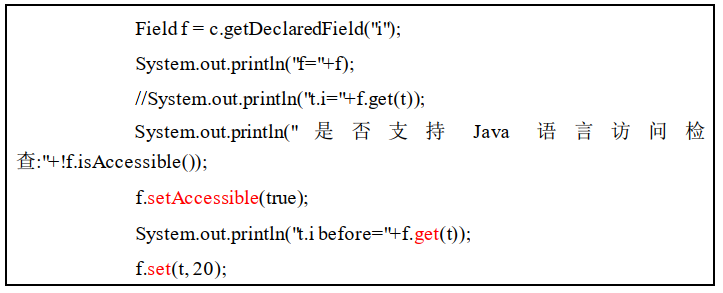 Field f = c.getDeclaredField("i");
System.out.println("f="+f);
//System.out.println("t.i="+f.get(t));
System.out.println("是否支持 Java 语言访问检
查:"+!f.isAccessible());
f.setAccessible(true);
System.out.println("t.i before="+f.get(t));
f.set(t, 20);